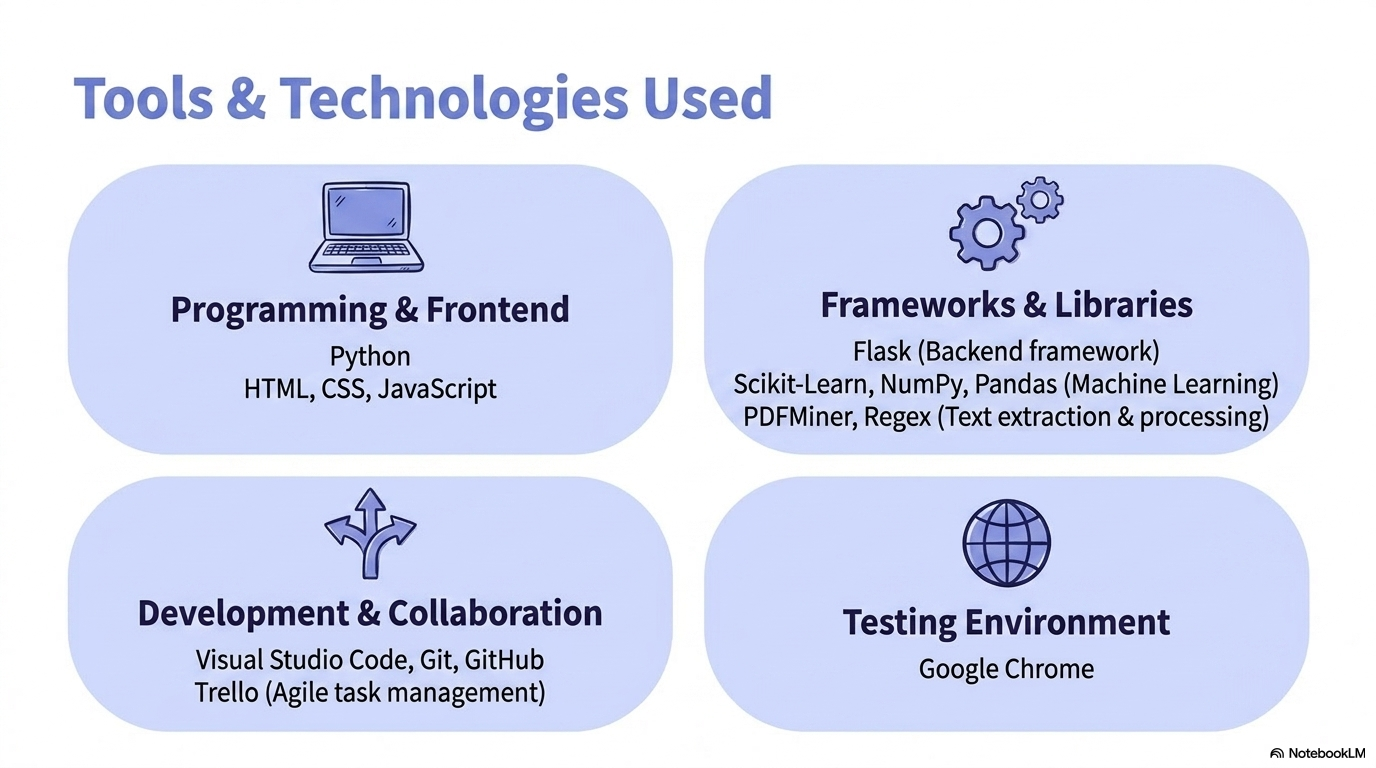 Tools & Technologies Used
Programming & Frontend
Python
HTML, CSS, JavaScript
Frameworks & Libraries
Flask (Backend framework)
Scikit-Learn, NumPy, Pandas (Machine Learning)
PDFMiner, Regex (Text extraction & processing)
Development & Collaboration
Visual Studio Code, Git, GitHub
Trello (Agile task management)
Testing Environment
Google Chrome
NotebookLM